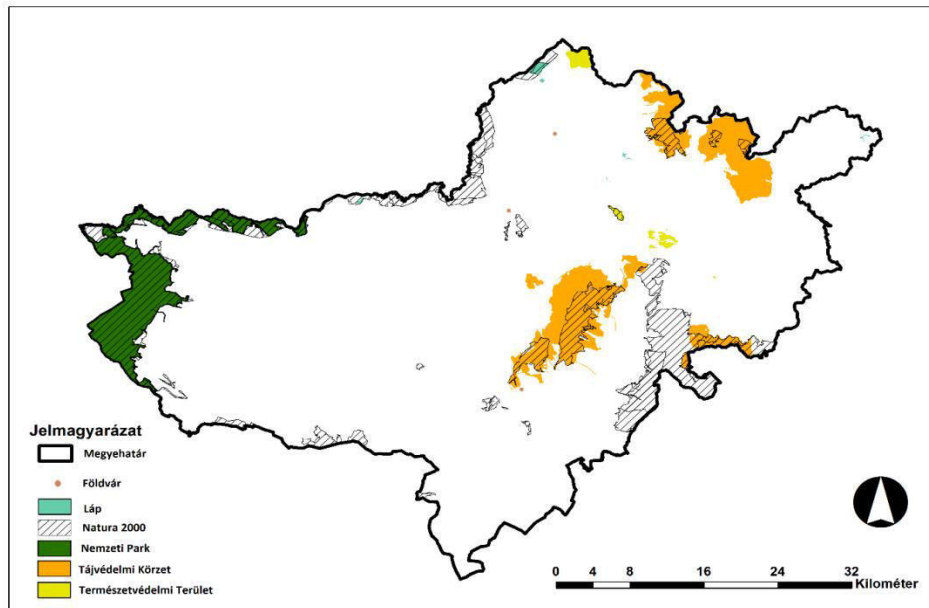 Jelmagyarázat
Megyehatár
Földvár
Láp
Natura 2000
Nemzeti Park
Tájvédelmi Körzet
Természetvédelmi Terület
0 4 8 16 24 32
Kilométer